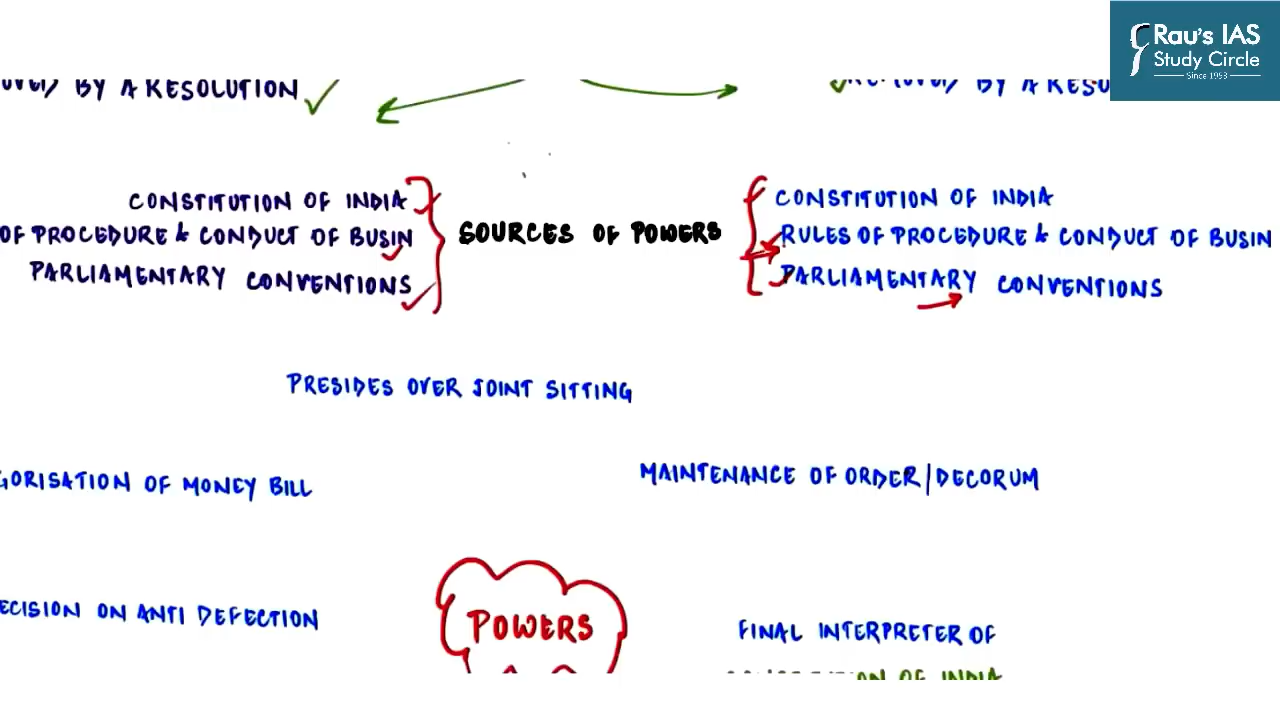 Rau's IAS
Study Circle
Since 1953
BY A RESOLUTION
BY A
CONSTITUTION OF INDIA
OF PROCEDURE & CONDUCT OF BUSIN
PARLIAMENTARY CONVENTIONS
SOURCES OF POWERS
CONSTITUTION OF INDIA
RULES OF PROCEDURE & CONDUCT OF BUSIN
PARLIAMENTARY CONVENTIONS
PRESIDES OVER JOINT SITTING
GORISATION OF MONEY BILL
MAINTENANCE OF ORDER/DECORUM
ECISION ON ANTI DEFECTION
POWERS
FINAL INTERPRETER OF
OF INDIA